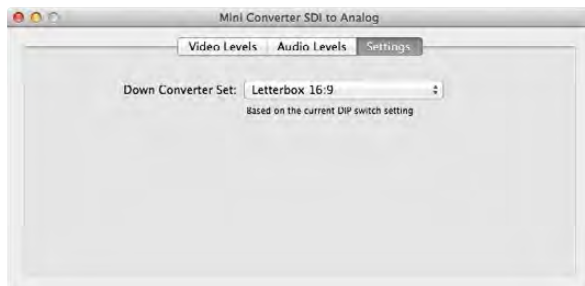 Mini Converter SDI to Analog
Video Levels Audio Levels Settings
Down Converter Set: Letterbox 16:9
Based on the current DIP switch setting